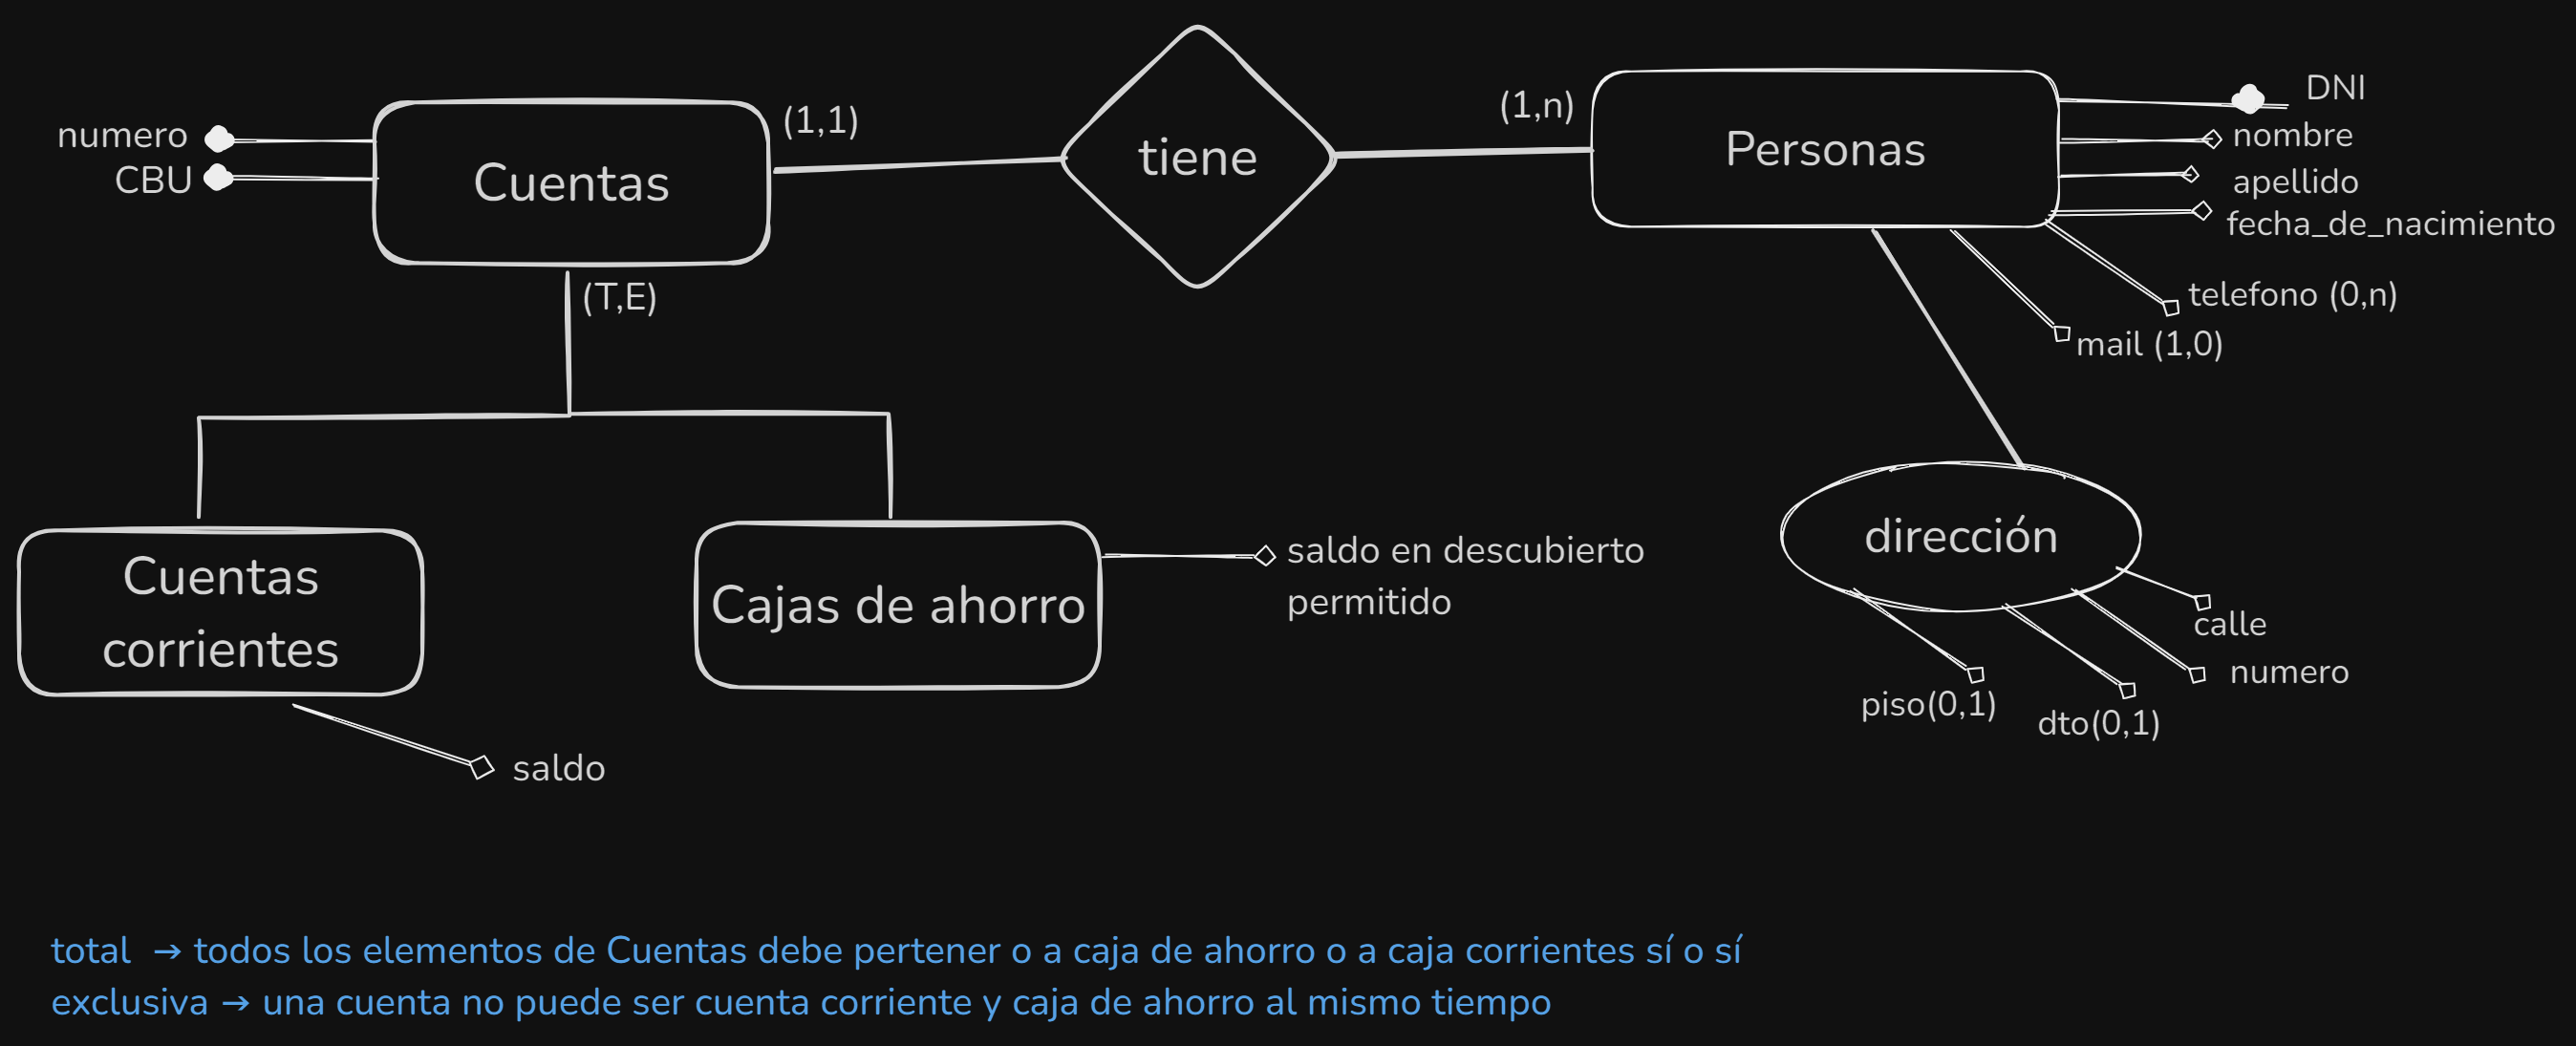 numero
CBU
Cuentas
(1,1)
tiene
(1,n)
Personas
DNI
nombre
apellido
fecha_de_nacimiento
telefono (0,n)
mail (1,0)
(T,E)
Cuentas
corrientes
saldo
Cajas de ahorro
saldo en descubierto
permitido
dirección
calle
numero
dto(0,1)
piso(0,1)
total → todos los elementos de Cuentas debe pertener o a caja de ahorro o a caja corrientes sí o sí
exclusiva → una cuenta no puede ser cuenta corriente y caja de ahorro al mismo tiempo